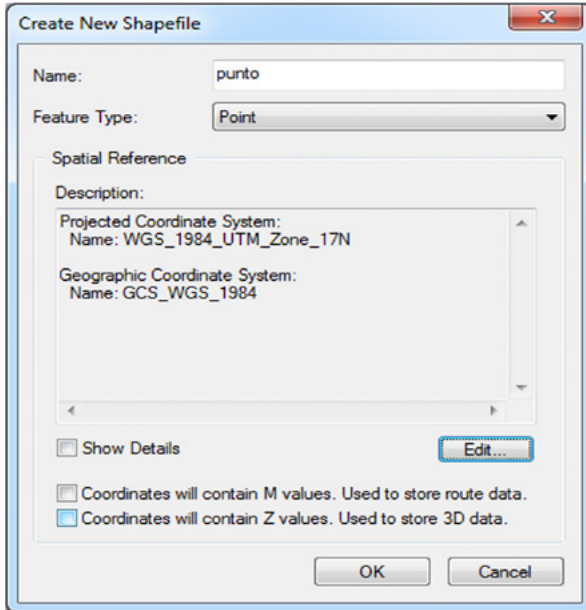 Create New Shapefile
Name: punto
Feature Type: Point
Spatial Reference
Description:
Projected Coordinate System:
Name: WGS_1984_UTM_Zone_17N
Geographic Coordinate System:
Name: GCS_WGS_1984
Show Details Edit...
Coordinates will contain M values. Used to store route data.
Coordinates will contain Z values. Used to store 3D data.
OK Cancel